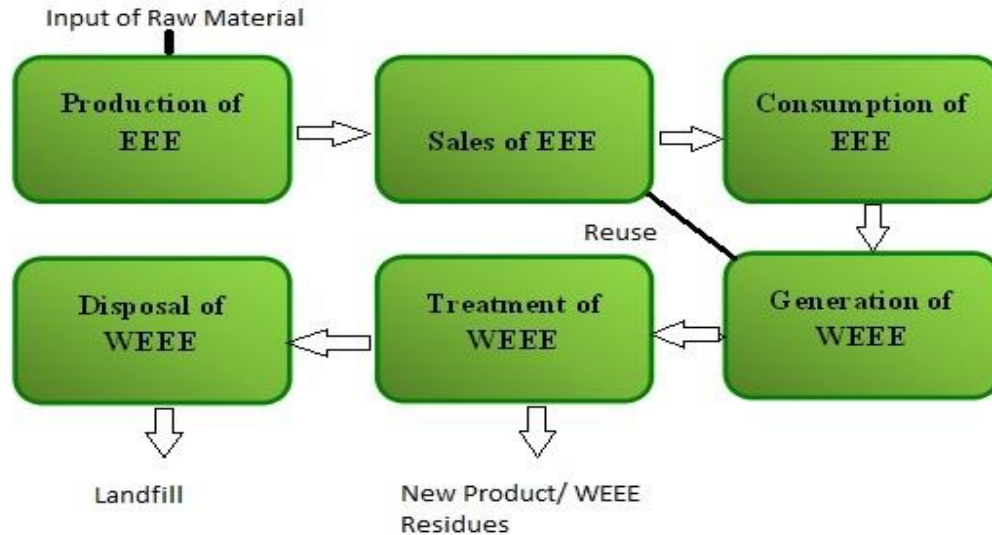 Input of Raw Material
Production of
EEE
Sales of EEE
Consumption of
EEE
Reuse
Disposal of
WEEE
Treatment of
WEEE
Generation of
WEEE
Landfill
New Product/ WEEE
Residues